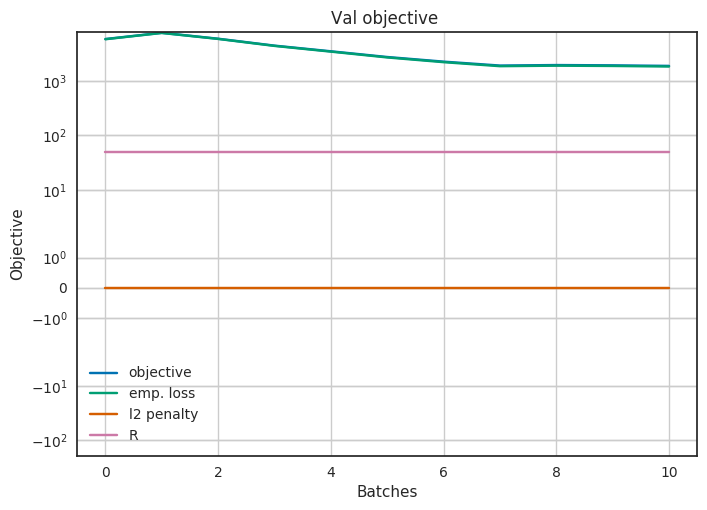 Val objective
Objective
10³
10²
10¹
10⁰
0
−10⁰
−10¹
−10²
objective
emp. loss
l2 penalty
R
0 2 4 6 8 10
Batches